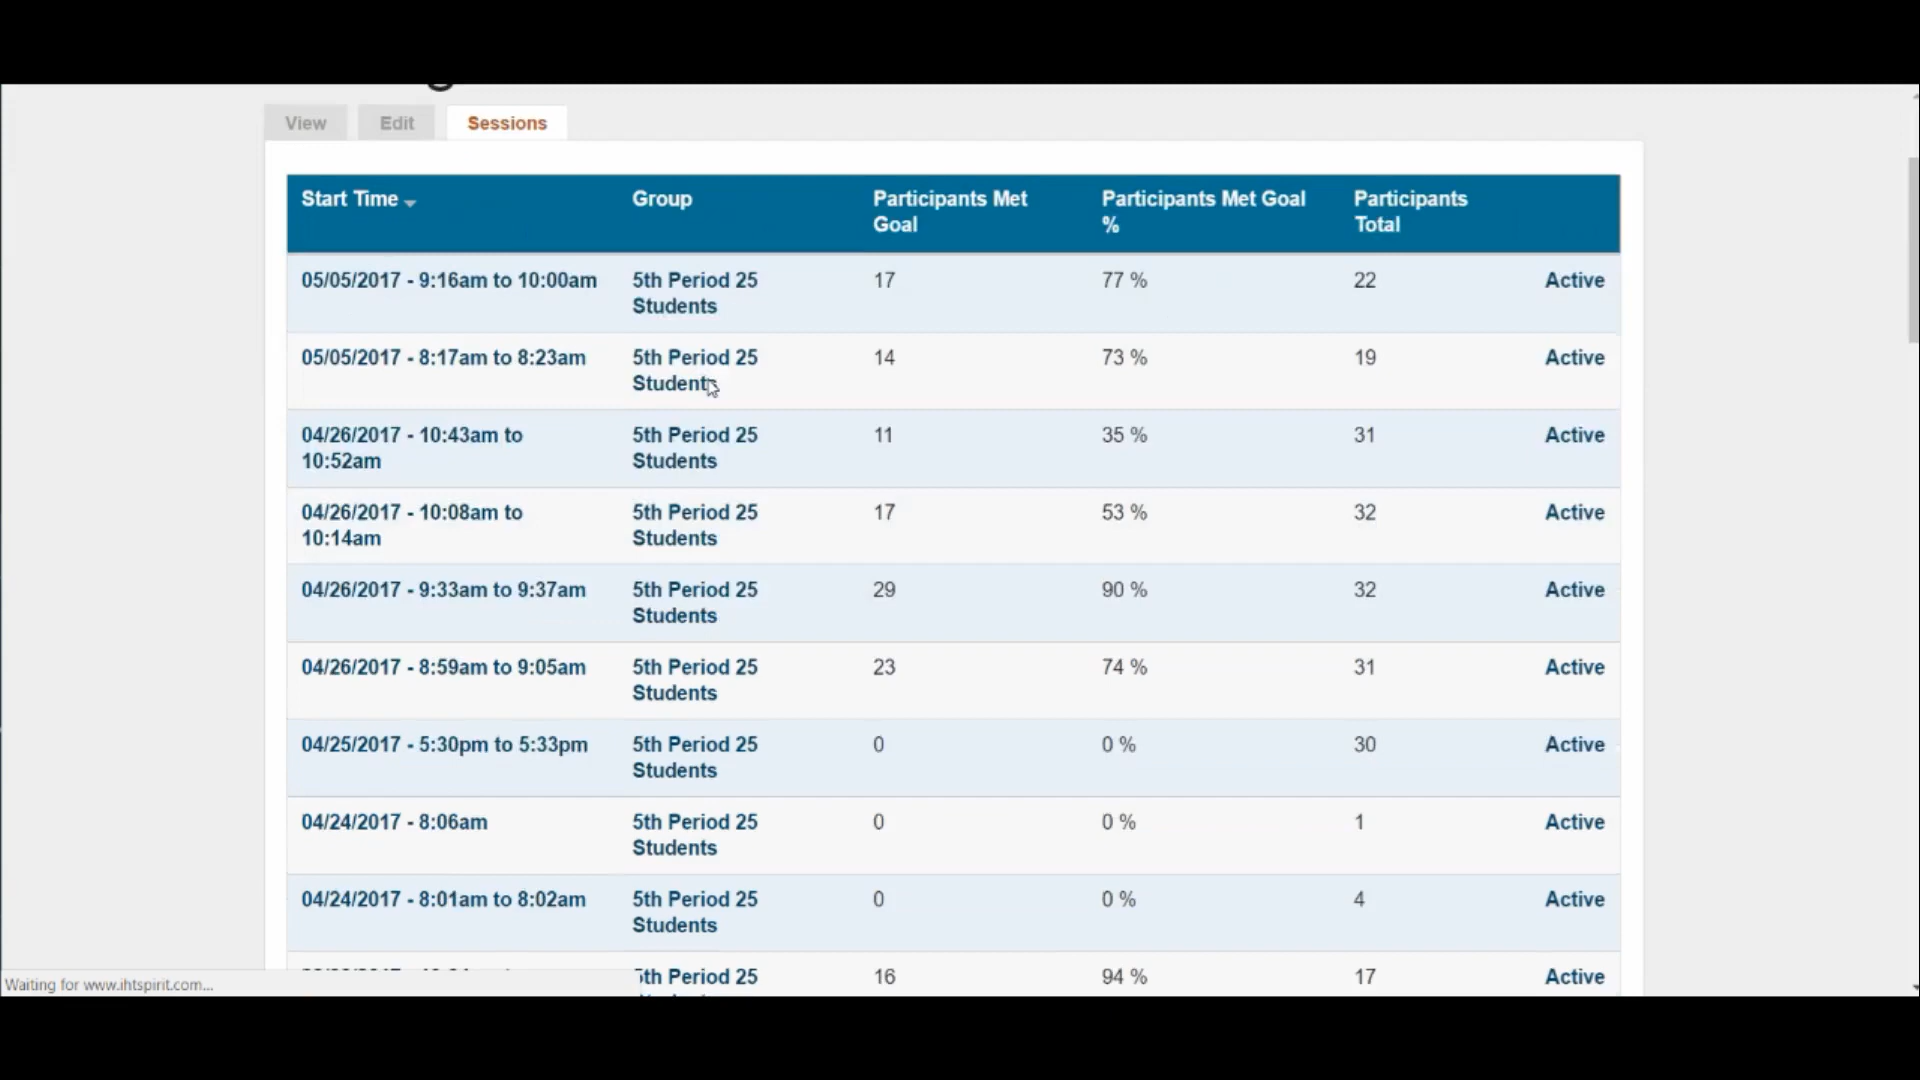 View Edit Sessions
Start Time Group Participants Met Goal Participants Met Goal % Participants Total
05/05/2017 - 9:16am to 10:00am 5th Period 25 Students 17 77 % 22 Active
05/05/2017 - 8:17am to 8:23am 5th Period 25 Students 14 73 % 19 Active
04/26/2017 - 10:43am to 10:52am 5th Period 25 Students 11 35 % 31 Active
04/26/2017 - 10:08am to 10:14am 5th Period 25 Students 17 53 % 32 Active
04/26/2017 - 9:33am to 9:37am 5th Period 25 Students 29 90 % 32 Active
04/26/2017 - 8:59am to 9:05am 5th Period 25 Students 23 74 % 31 Active
04/25/2017 - 5:30pm to 5:33pm 5th Period 25 Students 0 0 % 30 Active
04/24/2017 - 8:06am 5th Period 25 Students 0 0 % 1 Active
04/24/2017 - 8:01am to 8:02am 5th Period 25 Students 0 0 % 4 Active
5th Period 25 16 94 % 17 Active
Waiting for www.ihtspirit.com...